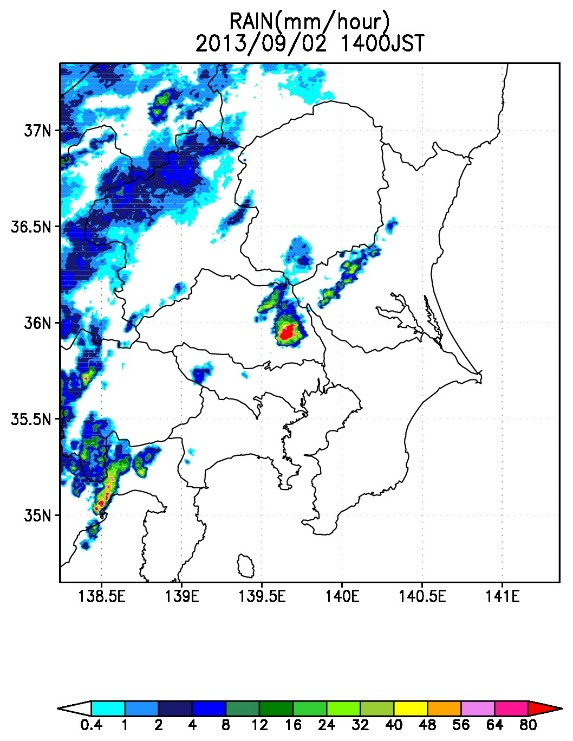 RAIN(mm/hour)
2013/09/02 1400JST
37N
36.5N
36N
35.5N
35N
138.5E 139E 139.5E 140E 140.5E 141E
0.4 1 2 4 8 12 16 24 32 40 48 56 64 80